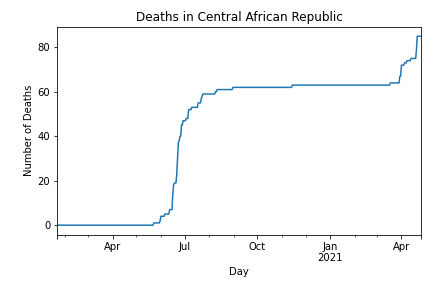 Deaths in Central African Republic
80
60
40
20
0
Number of Deaths
Apr
Jul
Oct
Jan
2021
Apr
Day